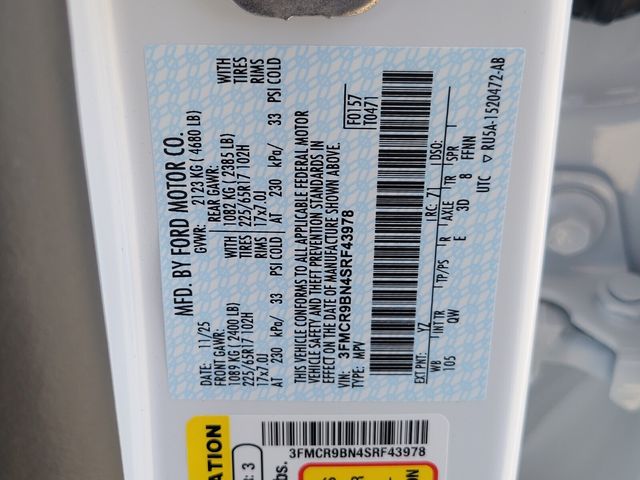 MFD. BY FORD MOTOR CO.
DATE: 11/25 GVWR: 2123 KG ( 4680 LB)
FRONT GAWR: REAR GAWR:
1089 KG ( 2400 LB) 1082 KG ( 2385 LB) WITH
225/65R17 102H 225/65R17 102H TIRES
17x7.0J 17x7.0J RIMS
AT 230 kPa/ 33 PSI COLD AT 230 kPa/ 33 PSI COLD
WITH
TIRES
RIMS
THIS VEHICLE CONFORMS TO ALL APPLICABLE FEDERAL MOTOR
VEHICLE SAFETY AND THEFT PREVENTION STANDARDS IN
EFFECT ON THE DATE OF MANUFACTURE SHOWN ABOVE.
VIN: 3FMCR9BN4SRF43978
TYPE: MPV
F0157
T0471
EXT PNT: YZ RC: 71 DSO:
WB INT TR TP/PS R AXLE TR SPR
105 QW E 3D 8 FFNN
UTC RU5A-1520472-AB
3FMCR9BN4SRF43978
ATION
: 3
bs.